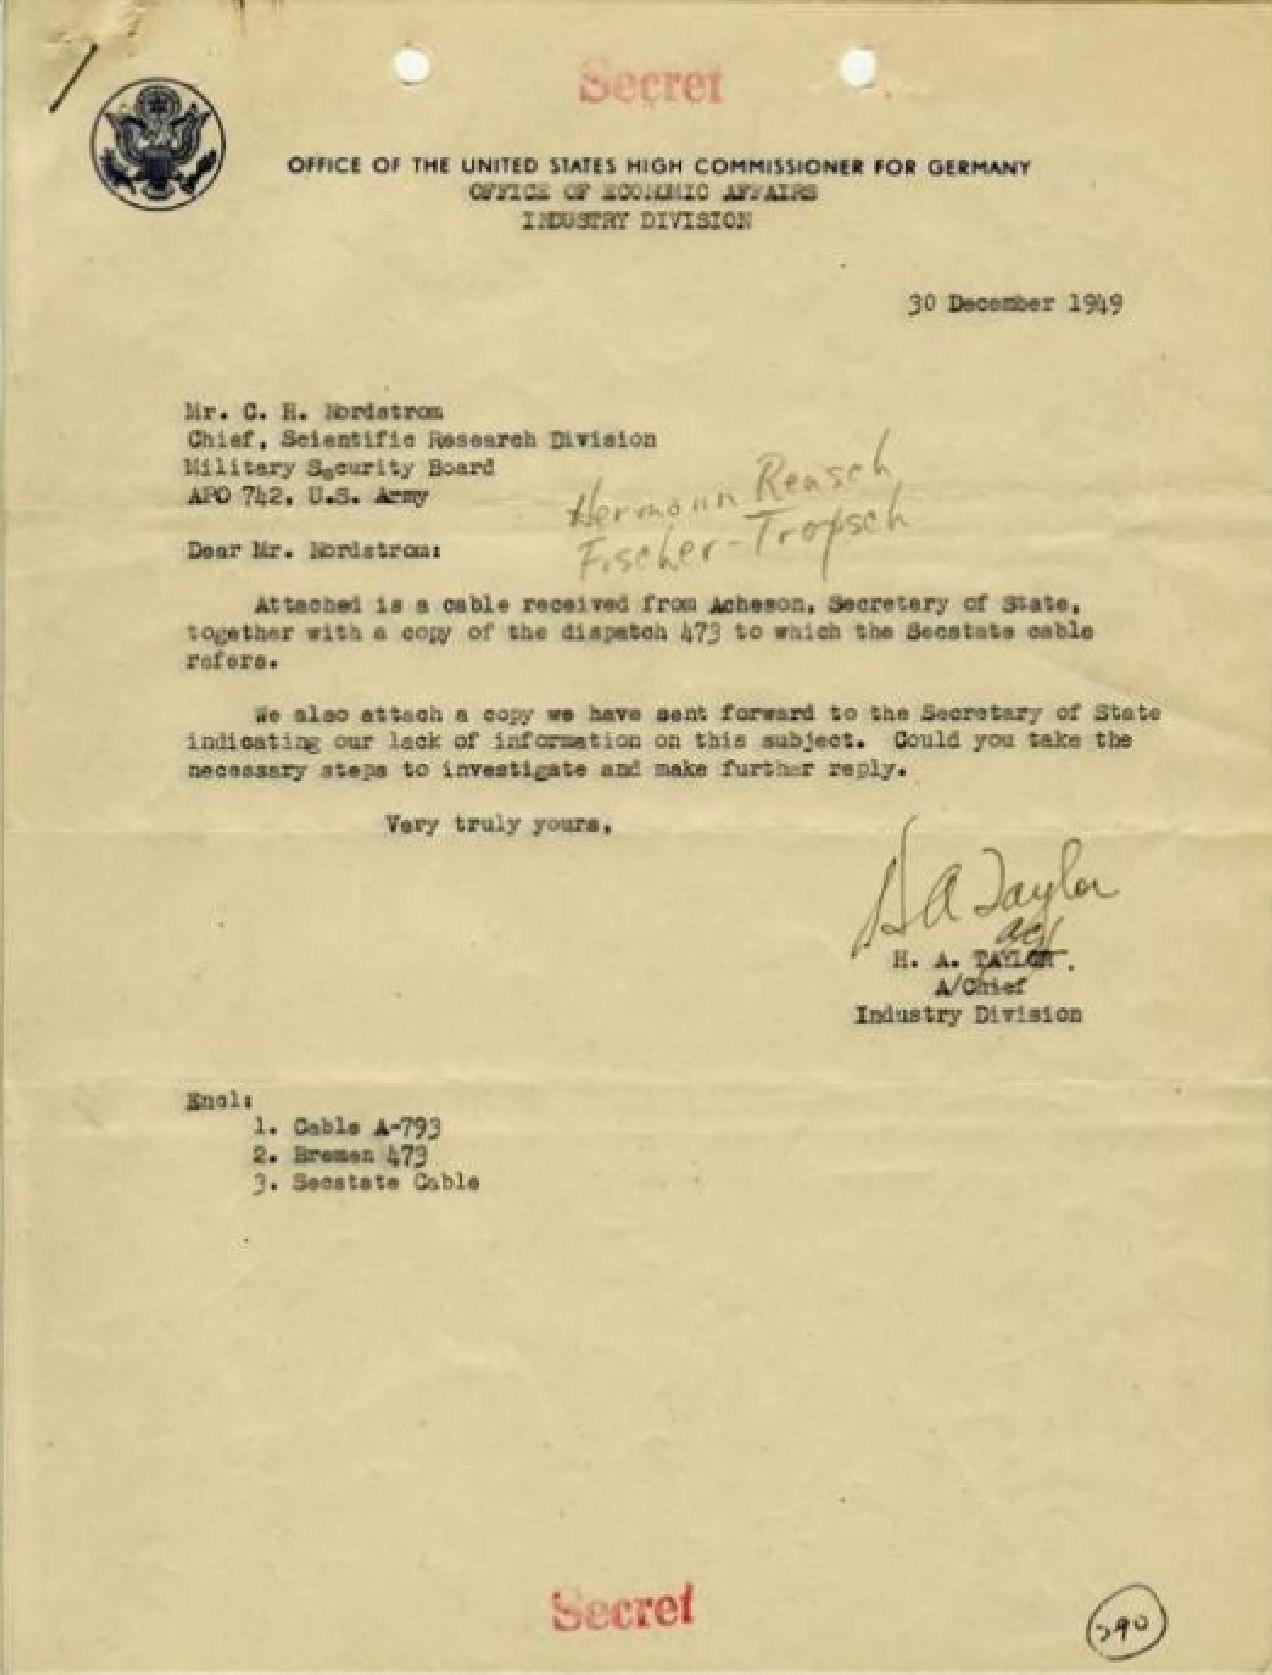 Secret
OFFICE OF THE UNITED STATES HIGH COMMISSIONER FOR GERMANY
OFFICE OF ECONOMIC AFFAIRS
INDUSTRY DIVISION
30 December 1949
Mr. C. H. Nordstrom
Chief, Scientific Research Division
Military Security Board
APO 742, U.S. Army
Hermann Reusch
Fischer-Tropsch
Dear Mr. Nordstrom:
Attached is a cable received from Acheson, Secretary of State,
together with a copy of the dispatch 473 to which the Secstate cable
refers.
We also attach a copy we have sent forward to the Secretary of State
indicating our lack of information on this subject. Could you take the
necessary steps to investigate and make further reply.
Very truly yours,
H A Taylor
H. A. TAYLOR.
A/Chief
Industry Division
Encl:
1. Cable A-793
2. Bremen 473
3. Secstate Cable
Secret
390